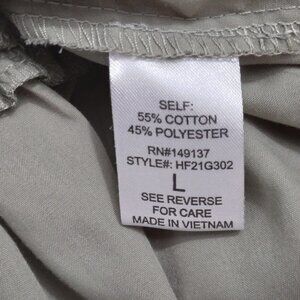 SELF:
55% COTTON
45% POLYESTER
RN#149137
STYLE#: HF21G302
L
SEE REVERSE
FOR CARE
MADE IN VIETNAM